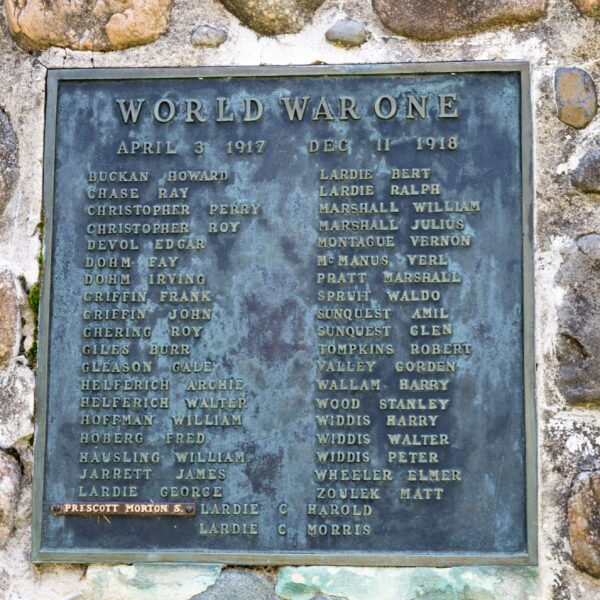 WORLD WAR ONE
APRIL 3 1917 DEC 11 1918
BUCKAN HOWARD
CHASE RAY
CHRISTOPHER PERRY
CHRISTOPHER ROY
DEVOL EDGAR
DOHM FAY
DOHM IRVING
GRIFFIN FRANK
GRIFFIN JOHN
GHERING ROY
GILES BURR
GLEASON GALE
HELFERICH ARCHIE
HELFERICH WALTER
HOFFMAN WILLIAM
HOBERG FRED
HAUSLING WILLIAM
JARRETT JAMES
LARDIE GEORGE
LARDIE BERT
LARDIE RALPH
MARSHALL WILLIAM
MARSHALL JULIUS
MONTAGUE VERNON
McMANUS, VERL
PRATT MARSHALL
SPRUIT WALDO
SUNQUEST AMIL
SUNQUEST GLEN
TOMPKINS ROBERT
VALLEY GORDEN
WALLAM HARRY
WOOD STANLEY
WIDDIS HARRY
WIDDIS WALTER
WIDDIS PETER
WHEELER ELMER
ZOULEK MATT
PRESCOTT MORTON S.
LARDIE C HAROLD
LARDIE C MORRIS